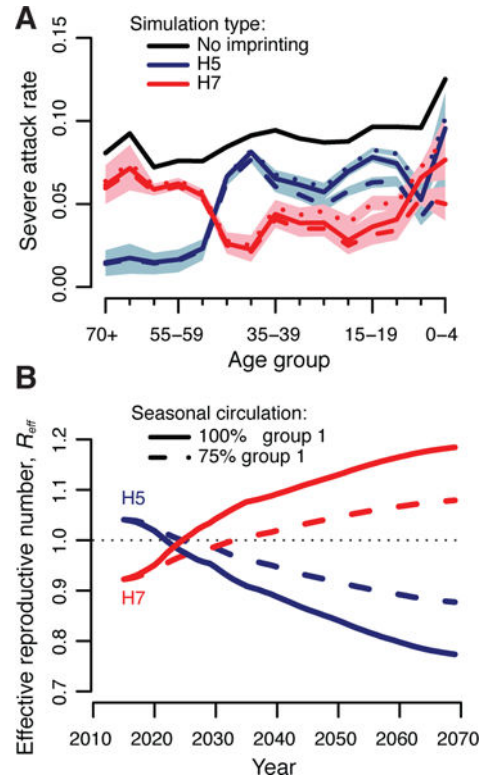 A
Simulation type:
No imprinting
H5
H7
Severe attack rate
0.15
0.10
0.05
0.00
70+ 55–59 35–39 15–19 0–4
Age group
B
Seasonal circulation:
100% group 1
75% group 1
Effective reproductive number, Reff
1.2
1.1
1.0
0.9
0.8
0.7
H5
H7
2010 2020 2030 2040 2050 2060 2070
Year